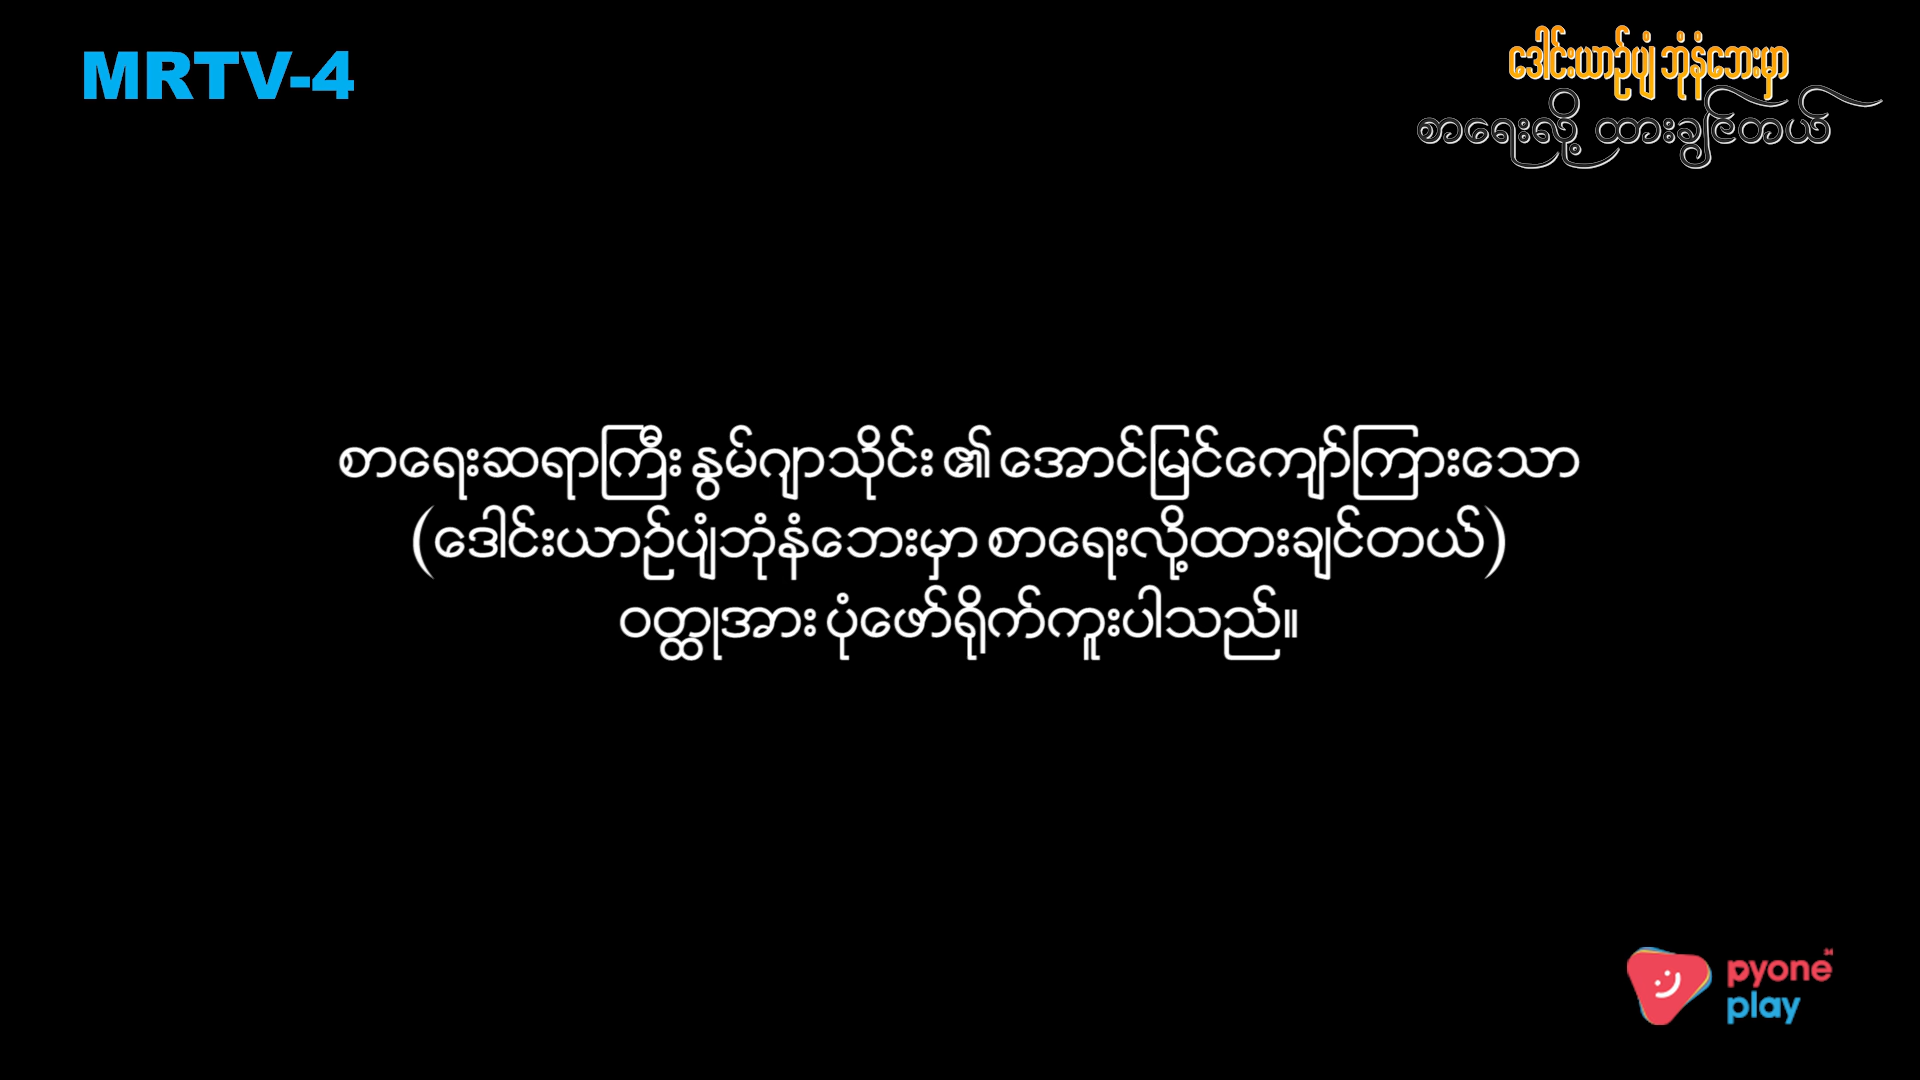 MRTV-4
ဒေါင်းယာဉ်ပျံ ဘုံနံဘေးမှာ
စာရေးလို့ ထားချင်တယ်
စာရေးဆရာကြီး နွမ်ဂျာသိုင်း ၏ အောင်မြင်ကျော်ကြားသော
(ဒေါင်းယာဉ်ပျံဘုံနံဘေးမှာ စာရေးလို့ထားချင်တယ်)
ဝတ္ထုအား ပုံဖော်ရိုက်ကူးပါသည်။
pyone
play